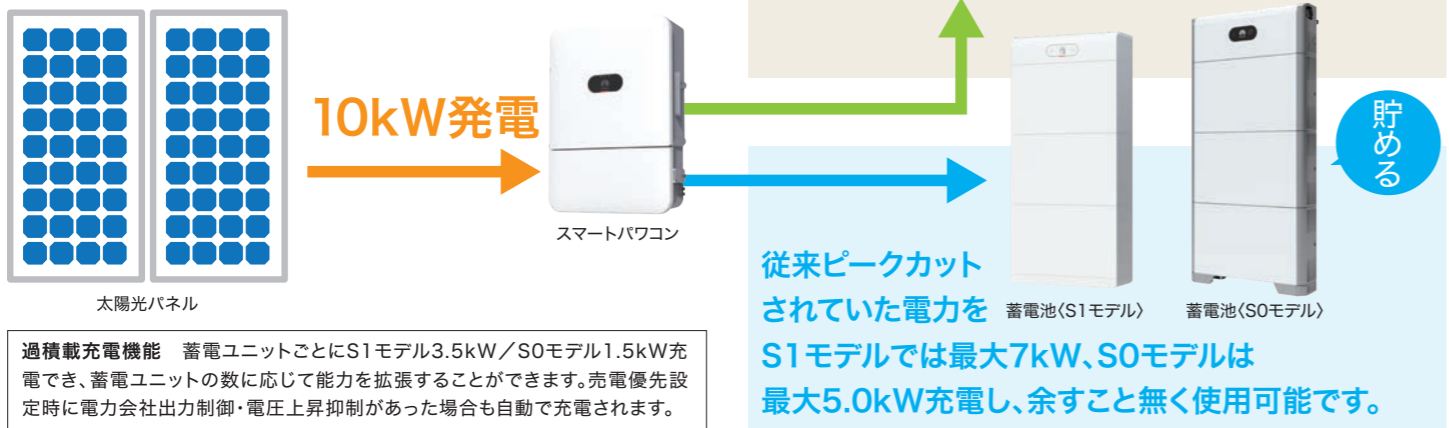 10kW発電
スマートパワコン
太陽光パネル
貯める
蓄電池〈S1モデル〉
蓄電池〈S0モデル〉
従来ピークカット
されていた電力を
S1モデルでは最大7kW、S0モデルは
最大5.0kW充電し、余すこと無く使用可能です。
過積載充電機能　蓄電ユニットごとにS1モデル3.5kW／S0モデル1.5kW充
電でき、蓄電ユニットの数に応じて能力を拡張することができます。売電優先設
定時に電力会社出力制御・電圧上昇抑制があった場合も自動で充電されます。